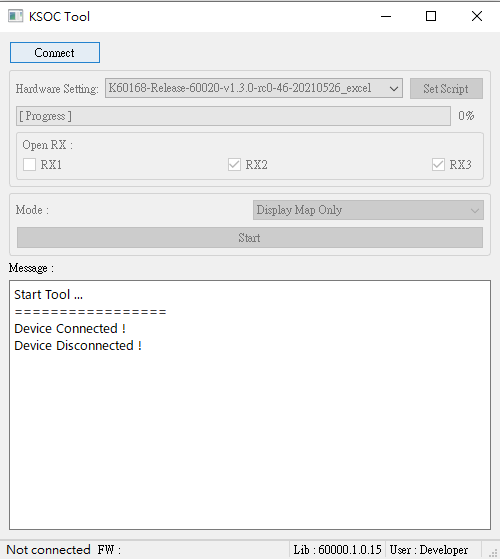 KSOC Tool
Connect
Hardware Setting: K60168-Release-60020-v1.3.0-rc0-46-20210526_excel Set Script
[ Progress ] 0%
Open RX :
RX1 RX2 RX3
Mode : Display Map Only
Start
Message :
Start Tool ...
=================
Device Connected !
Device Disconnected !
Not connected FW : Lib : 60000.1.0.15 User : Developer